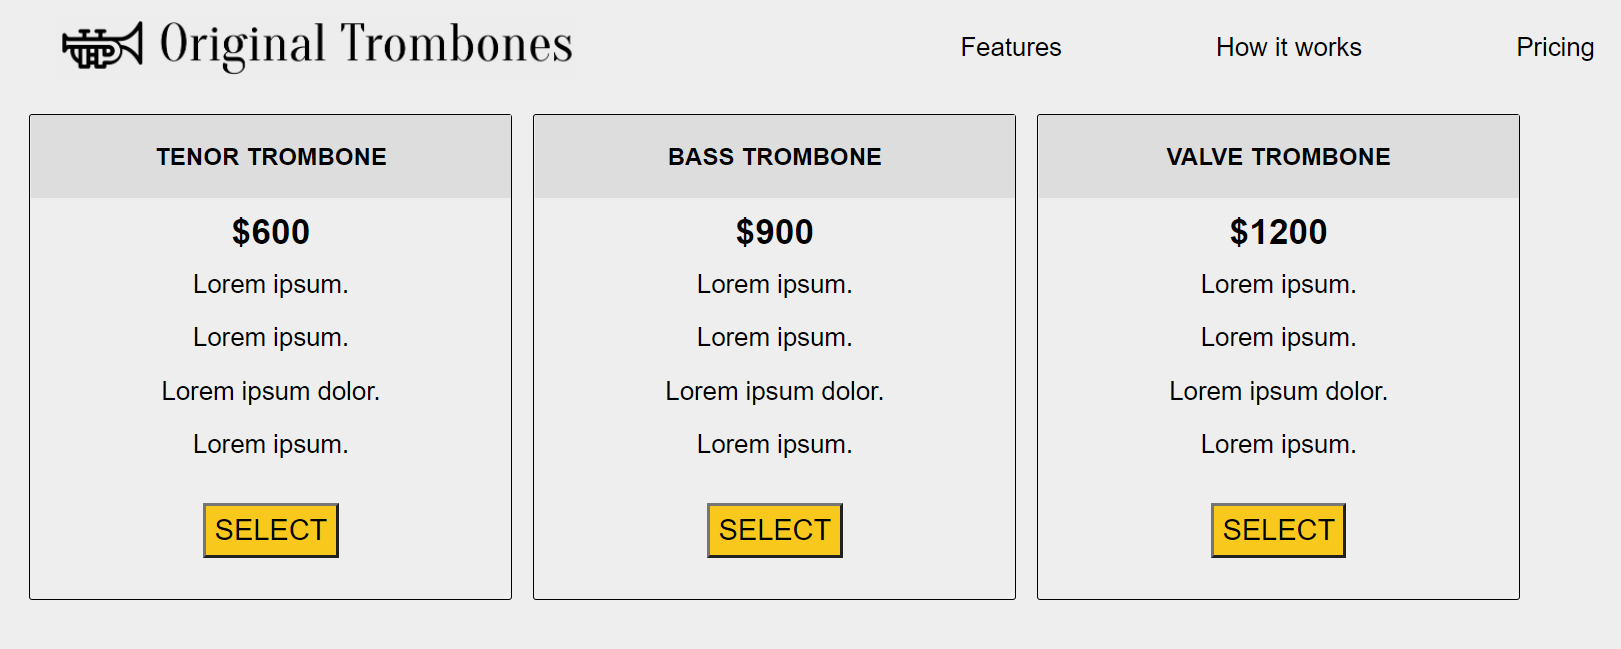 Original Trombones
Features
How it works
Pricing
TENOR TROMBONE
$600
Lorem ipsum.
Lorem ipsum.
Lorem ipsum dolor.
Lorem ipsum.
SELECT
BASS TROMBONE
$900
Lorem ipsum.
Lorem ipsum.
Lorem ipsum dolor.
Lorem ipsum.
SELECT
VALVE TROMBONE
$1200
Lorem ipsum.
Lorem ipsum.
Lorem ipsum dolor.
Lorem ipsum.
SELECT